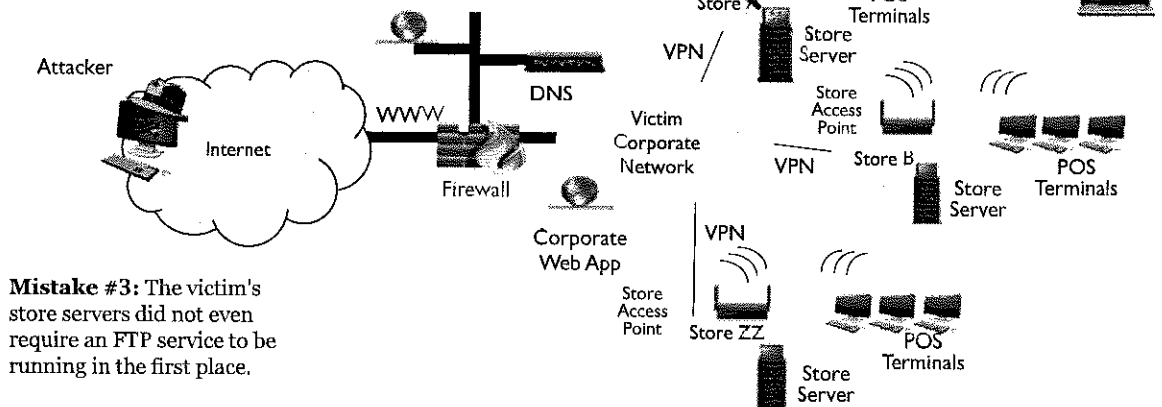 Store
Terminals
Store
Server
VPN
Attacker
DNS
Store
Access
Point
Victim
Corporate
Network
WWW
Internet
Store B
VPN
POS
Terminals
Firewall
Store
Server
Corporate
Web App
VPN
Mistake #3: The victim's
store servers did not even
require an FTP service to be
running in the first place.
Store
Access
Point
Store ZZ
POS
Terminals
Store
Server